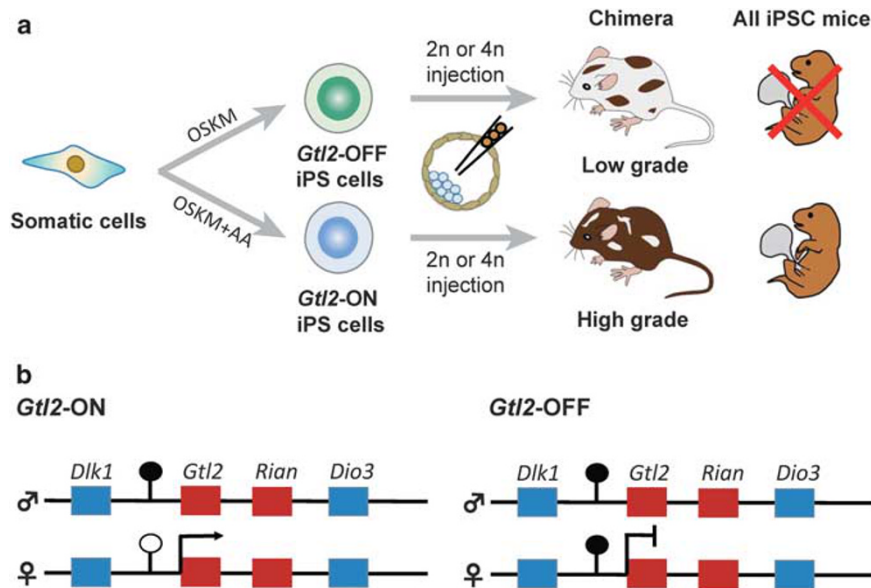 a
Chimera
All iPSC mice
2n or 4n
injection
OSKM
Gtl2-OFF
iPS cells
Low grade
Somatic cells
OSKM+AA
2n or 4n
injection
Gtl2-ON
iPS cells
High grade
b
Gtl2-ON
Gtl2-OFF
Dlk1 Gtl2 Rian Dio3
Dlk1 Gtl2 Rian Dio3
♂
♂
♀
♀